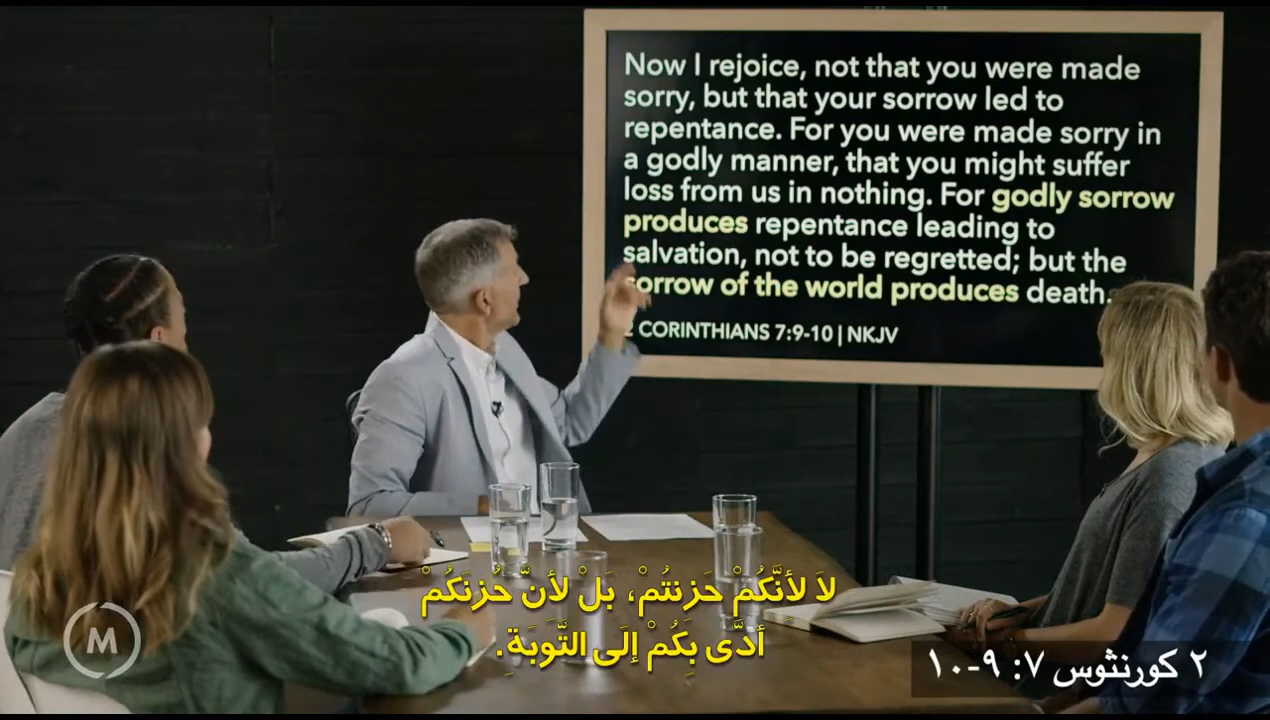 Now I rejoice, not that you were made
sorry, but that your sorrow led to
repentance. For you were made sorry in
a godly manner, that you might suffer
loss from us in nothing. For godly sorrow
produces repentance leading to
salvation, not to be regretted; but the
sorrow of the world produces death.
2 CORINTHIANS 7:9-10 | NKJV
لاَ لأَنَّكُمْ حَزِنتُمْ، بَلْ لأَنَّ حُزنَكُمْ
أدَّى بِكُمْ إلَى التَّوبَةِ.
M
٢ كورنثوس ٧: ٩-١٠